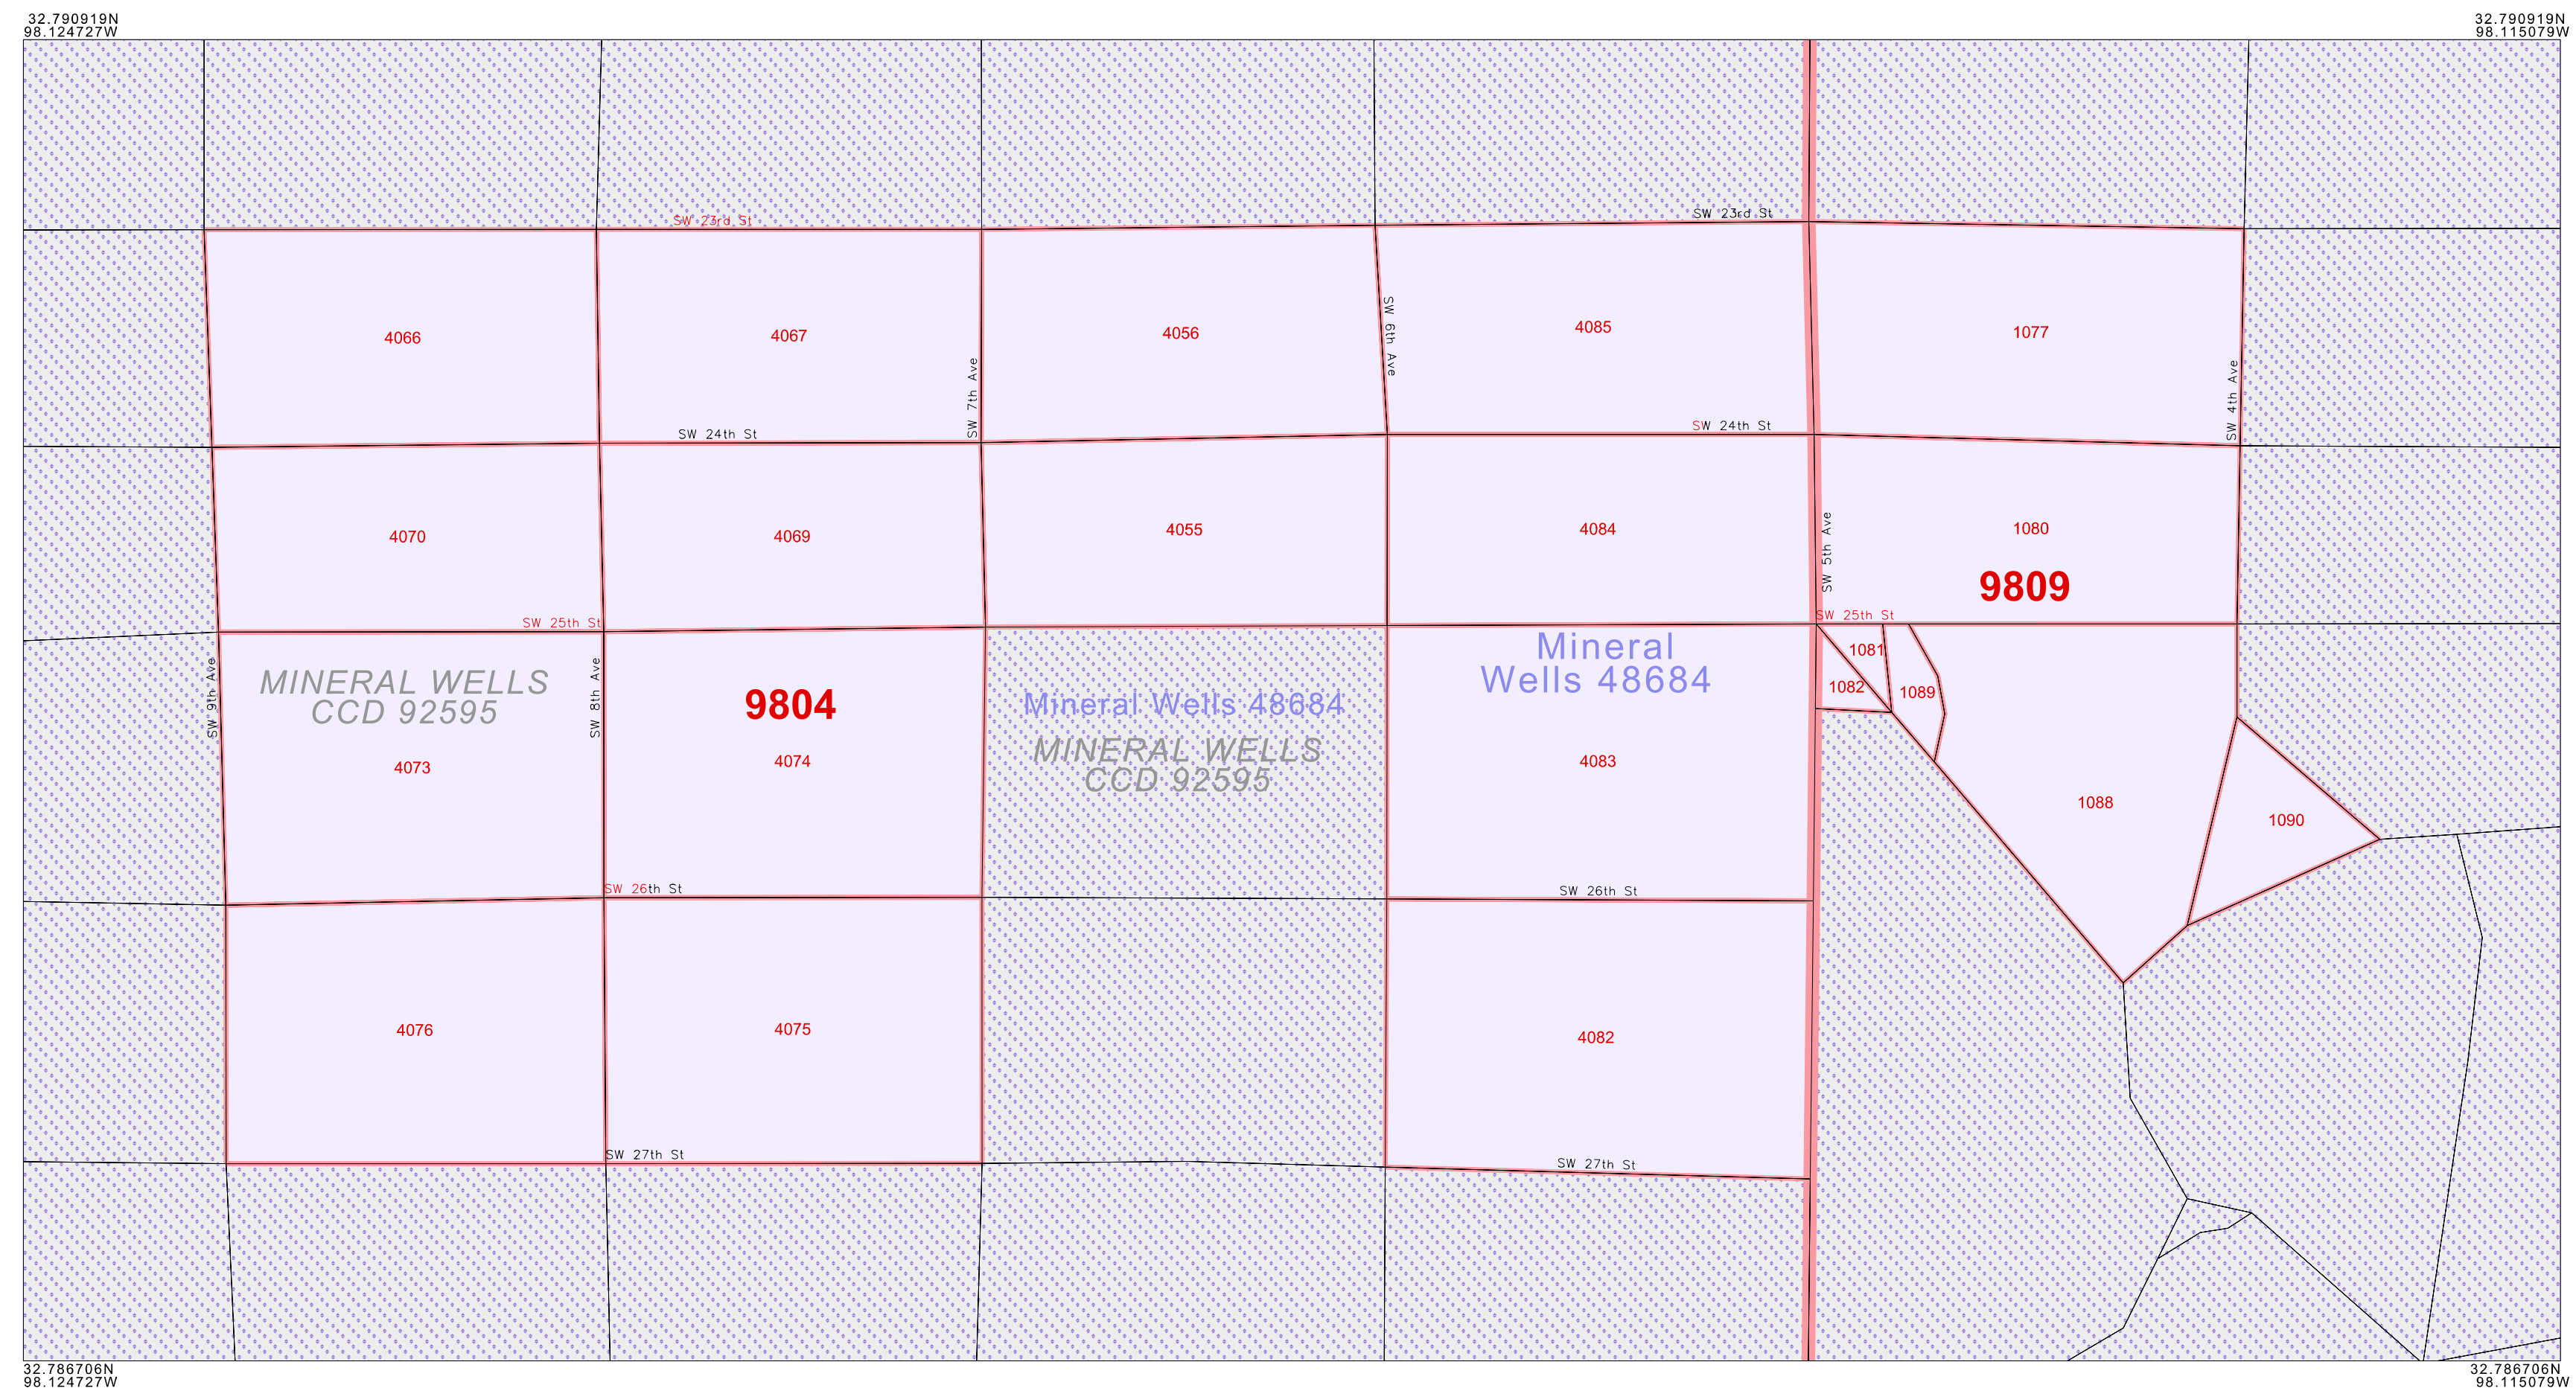 32.790919N
98.124727W
32.790919N
98.115079W
SW 23rd St
SW 23rd St
4066
4067
4056
SW 6th Ave
4085
1077
SW 7th Ave
SW 4th Ave
SW 24th St
SW 24th St
4070
4069
4055
4084
SW 5th Ave
1080
9809
SW 25th St
SW 25th St
1081
1082
1089
SW 9th Ave
MINERAL WELLS
CCD 92595
SW 8th Ave
9804
Mineral Wells 48684
MINERAL WELLS
CCD 92595
Mineral
Wells 48684
4073
4074
4083
1088
1090
SW 26th St
SW 26th St
4076
4075
4082
SW 27th St
SW 27th St
32.786706N
98.124727W
32.786706N
98.115079W